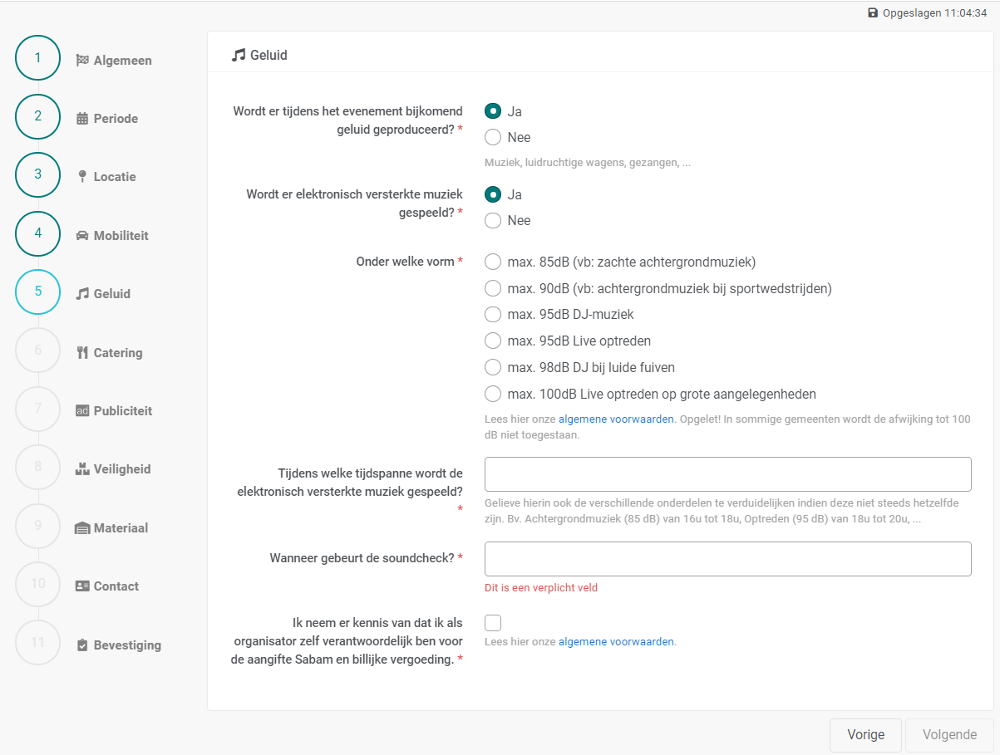 Opgeslagen 11:04:34
1 Algemeen
2 Periode
3 Locatie
4 Mobiliteit
5 Geluid
6 Catering
7 ad Publiciteit
8 Veiligheid
9 Materiaal
10 Contact
11 Bevestiging
Geluid
Wordt er tijdens het evenement bijkomend
geluid geproduceerd? *
Ja
Nee
Muziek, luidruchtige wagens, gezangen, ...
Wordt er elektronisch versterkte muziek
gespeeld? *
Ja
Nee
Onder welke vorm *
max. 85dB (vb: zachte achtergrondmuziek)
max. 90dB (vb: achtergrondmuziek bij sportwedstrijden)
max. 95dB DJ-muziek
max. 95dB Live optreden
max. 98dB DJ bij luide fuiven
max. 100dB Live optreden op grote aangelegenheden
Lees hier onze algemene voorwaarden. Opgelet! In sommige gemeenten wordt de afwijking tot 100
dB niet toegestaan.
Tijdens welke tijdspanne wordt de
elektronisch versterkte muziek gespeeld?
*
Gelieve hierin ook de verschillende onderdelen te verduidelijken indien deze niet steeds hetzelfde
zijn. Bv. Achtergrondmuziek (85 dB) van 16u tot 18u, Optreden (95 dB) van 18u tot 20u, ...
Wanneer gebeurt de soundcheck? *
Dit is een verplicht veld
Ik neem er kennis van dat ik als
organisator zelf verantwoordelijk ben voor
de aangifte Sabam en billijke vergoeding. *
Lees hier onze algemene voorwaarden.
Vorige
Volgende